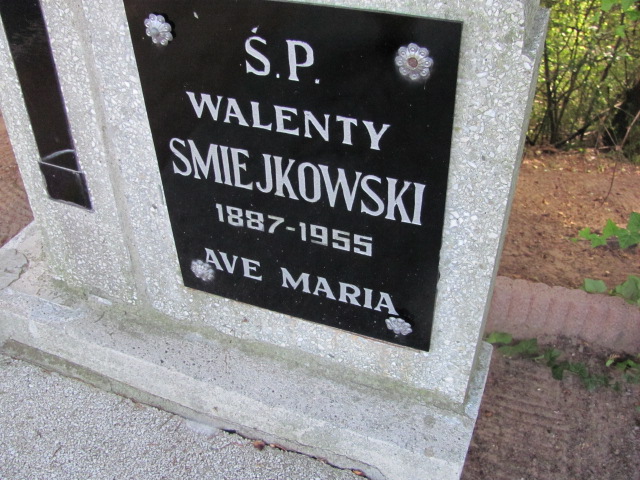 Ś.P.
WALENTY
SMIEJKOWSKI
1887-1955
AVE MARIA